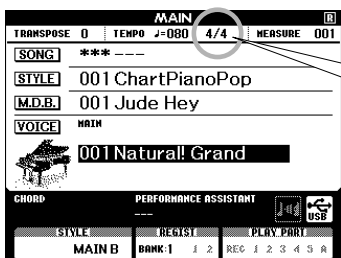 MAIN R
TRANSPOSE 0 TEMPO ♩=080 4/4 MEASURE 001
SONG ***---
STYLE 001 ChartPianoPop
M.D.B. 001 Jude Hey
VOICE MAIN
001 Natural! Grand
CHORD PERFORMANCE ASSISTANT
---
USB
STYLE REGIST PLAY PART
MAIN B BANK:1 1 2 REC 1 2 3 4 5 A